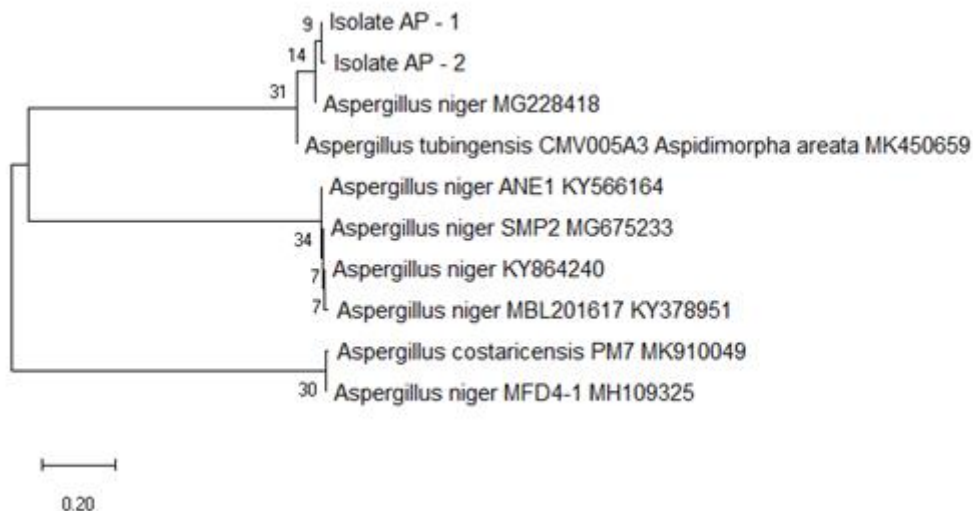 9
Isolate AP - 1
14
Isolate AP - 2
31
Aspergillus niger MG228418
Aspergillus tubingensis CMV005A3 Aspidimorpha areata MK450659
Aspergillus niger ANE1 KY566164
Aspergillus niger SMP2 MG675233
34
Aspergillus niger KY864240
7
7
Aspergillus niger MBL201617 KY378951
Aspergillus costaricensis PM7 MK910049
30
Aspergillus niger MFD4-1 MH109325
0.20